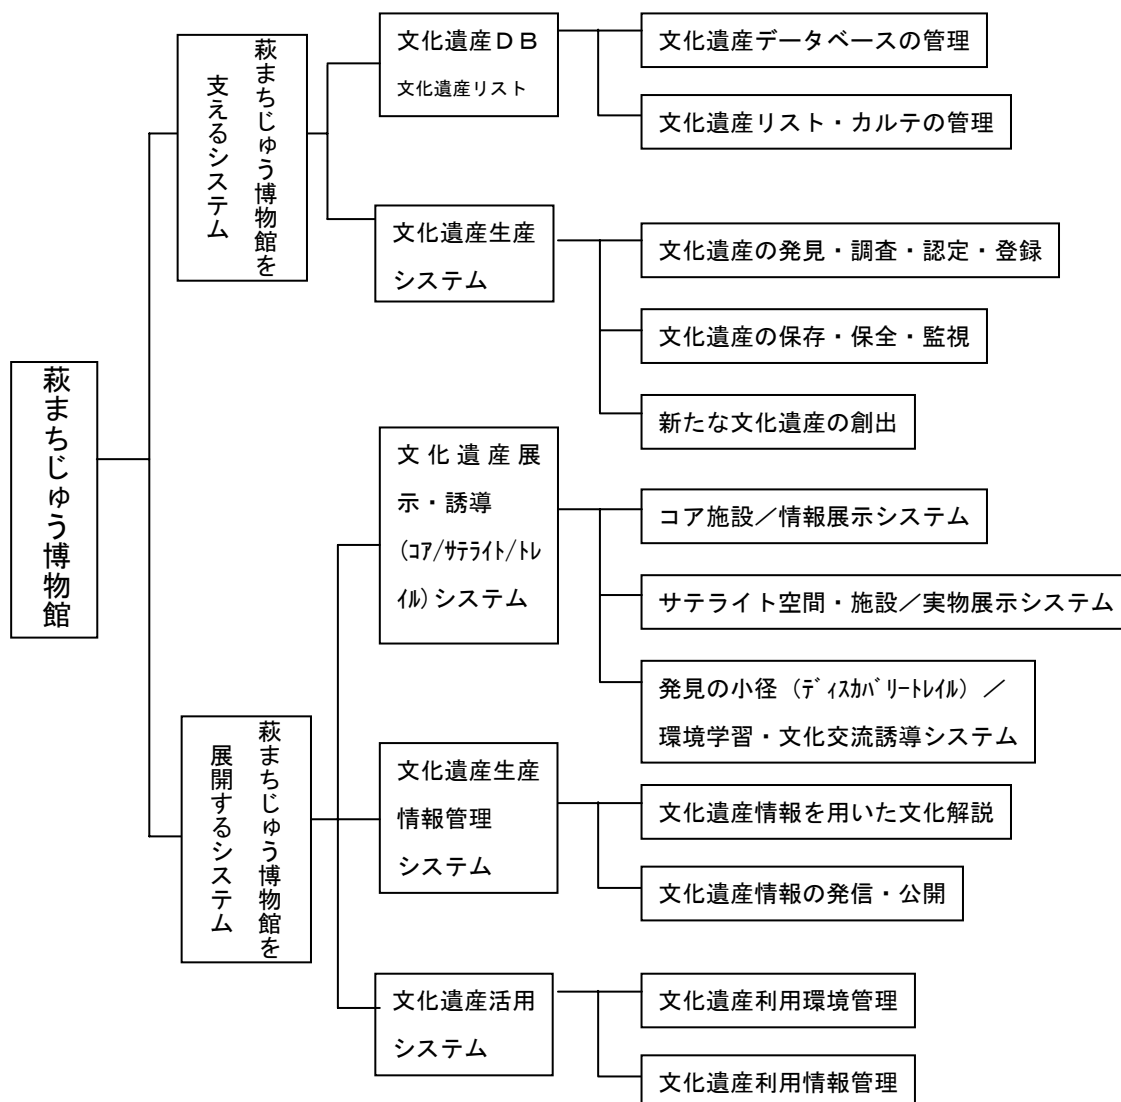 萩まちじゅう博物館
萩まちじゅう博物館を
支えるシステム
文化遺産ＤＢ
文化遺産リスト
文化遺産データベースの管理
文化遺産リスト・カルテの管理
文化遺産生産
システム
文化遺産の発見・調査・認定・登録
文化遺産の保存・保全・監視
新たな文化遺産の創出
萩まちじゅう博物館を
展開するシステム
文化遺産展
示・誘導
(ｺｱ/ｻﾃﾗｲﾄ/ﾄﾚ
ｲﾙ)システム
コア施設／情報展示システム
サテライト空間・施設／実物展示システム
発見の小径（ﾃﾞｨｽｶﾊﾞﾘｰﾄﾚｲﾙ）／
環境学習・文化交流誘導システム
文化遺産生産
情報管理
システム
文化遺産情報を用いた文化解説
文化遺産情報の発信・公開
文化遺産活用
システム
文化遺産利用環境管理
文化遺産利用情報管理